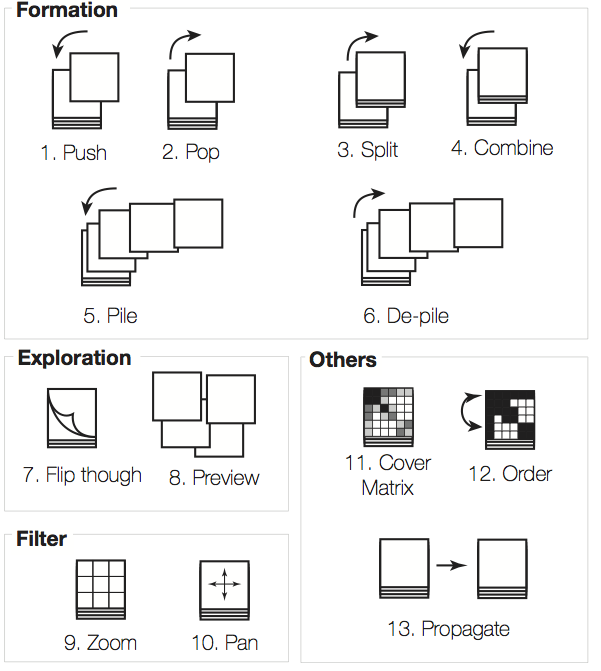 Formation
1. Push
2. Pop
3. Split
4. Combine
5. Pile
6. De-pile
Exploration
7. Flip though
8. Preview
Others
11. Cover
Matrix
12. Order
Filter
9. Zoom
10. Pan
13. Propagate